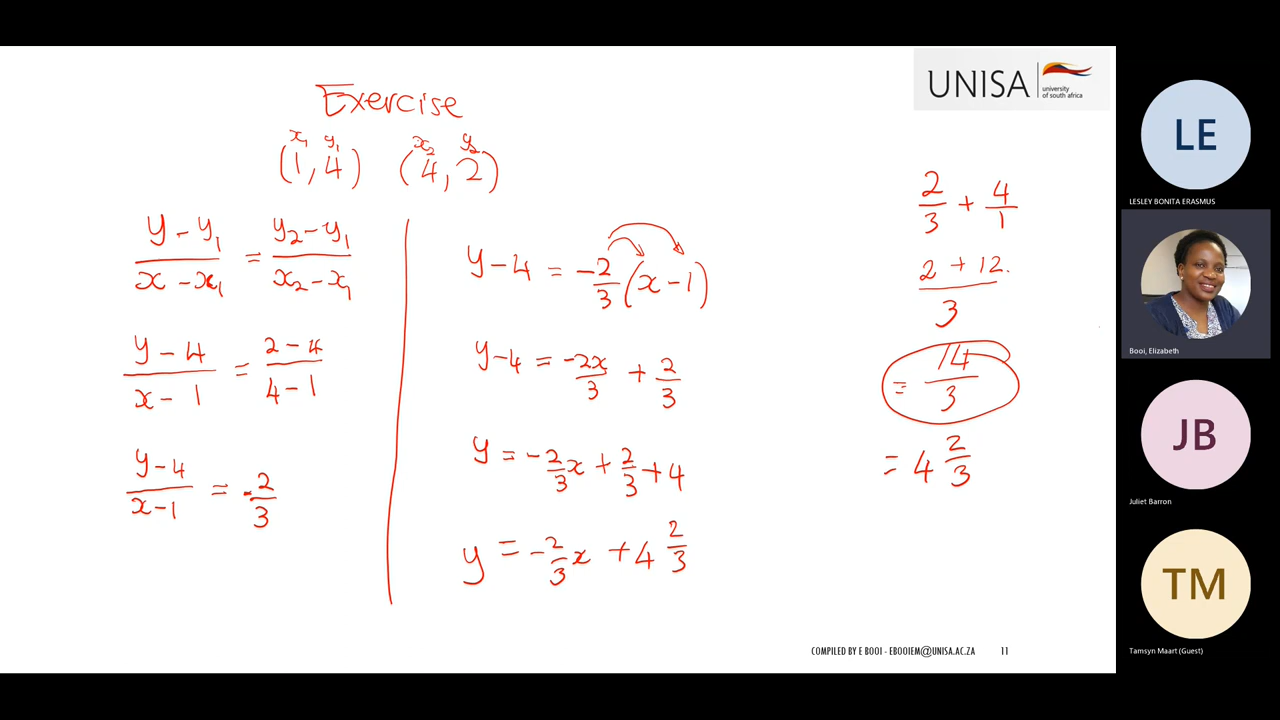 Exercise
x₁ y₁ x₂ y₂
(1, 4) (4, 2)
(y - y₁)/(x - x₁) = (y₂ - y₁)/(x₂ - x₁)
(y - 4)/(x - 1) = (2 - 4)/(4 - 1)
(y - 4)/(x - 1) = -2/3
y - 4 = -2/3 (x - 1)
y - 4 = -2x/3 + 2/3
y = -2/3 x + 2/3 + 4
y = -2/3 x + 4 2/3
2/3 + 4/1
(2 + 12)/3
= 14/3
= 4 2/3
UNISA
university
of south africa
COMPILED BY E BOOI - EBOOIEM@UNISA.AC.ZA 11
LE
LESLEY BONITA ERASMUS
Booi, Elizabeth
JB
Juliet Barron
TM
Tamsyn Maart (Guest)